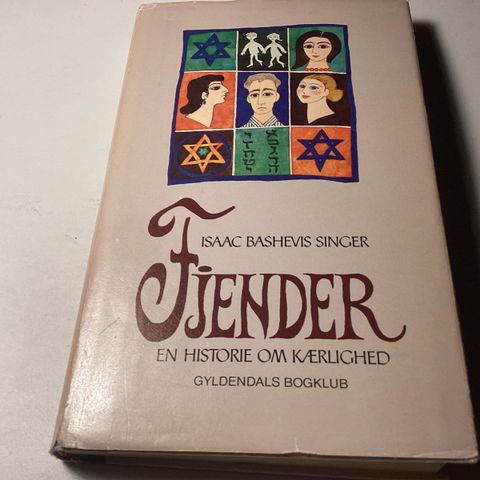 ISAAC BASHEVIS SINGER
FJENDER
EN HISTORIE OM KÆRLIGHED
GYLDENDALS BOGKLUB